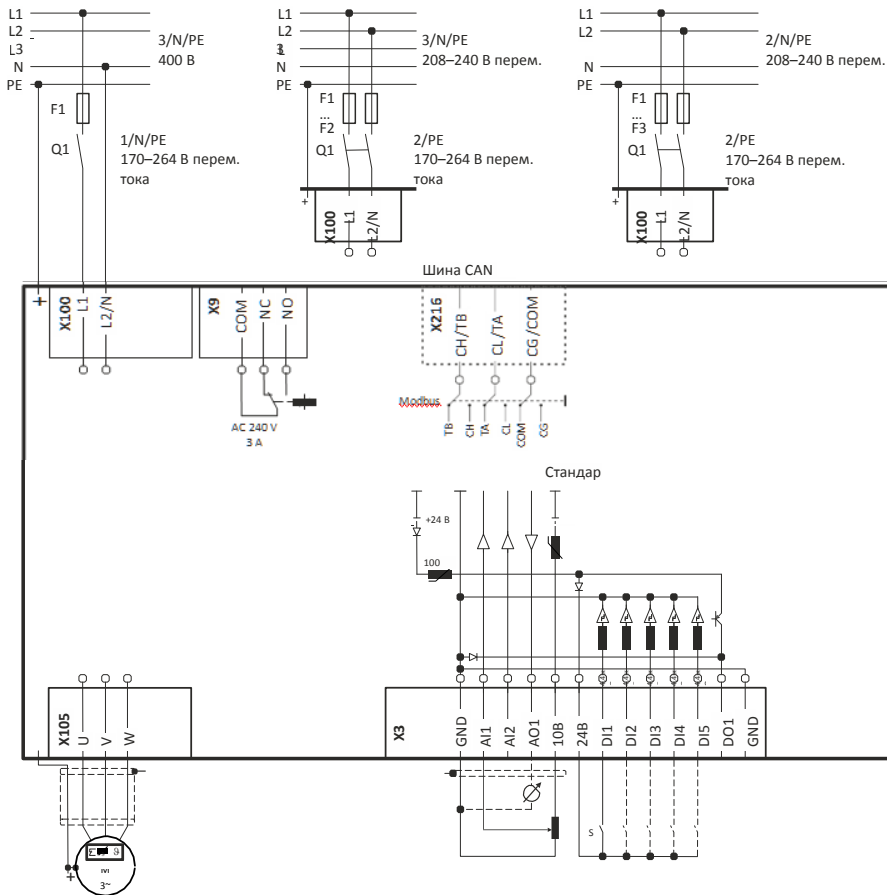 L1
L2
L3
N
PE
3/N/PE
400 В
F1
Q1
1/N/PE
170–264 В перем.
тока
L1
L2
3
N
PE
3/N/PE
208–240 В перем.
F1
...
F2
Q1
2/PE
170–264 В перем.
тока
X100
L1
L2/N
L1
L2
N
PE
2/N/PE
208–240 В перем.
F1
...
F3
Q1
2/PE
170–264 В перем.
тока
X100
L1
L2/N
Шина CAN
X100
L1
L2/N
X9
COM
NC
NO
AC 240 V
3 A
X216
CH/TB
CL/TA
CG/COM
Modbus
TB
CH
TA
CL
COM
CG
Стандар
+24 В
100
X105
U
V
W
X3
GND
AI1
AI2
AO1
10В
24В
DI1
DI2
DI3
DI4
DI5
DO1
GND
S
3~